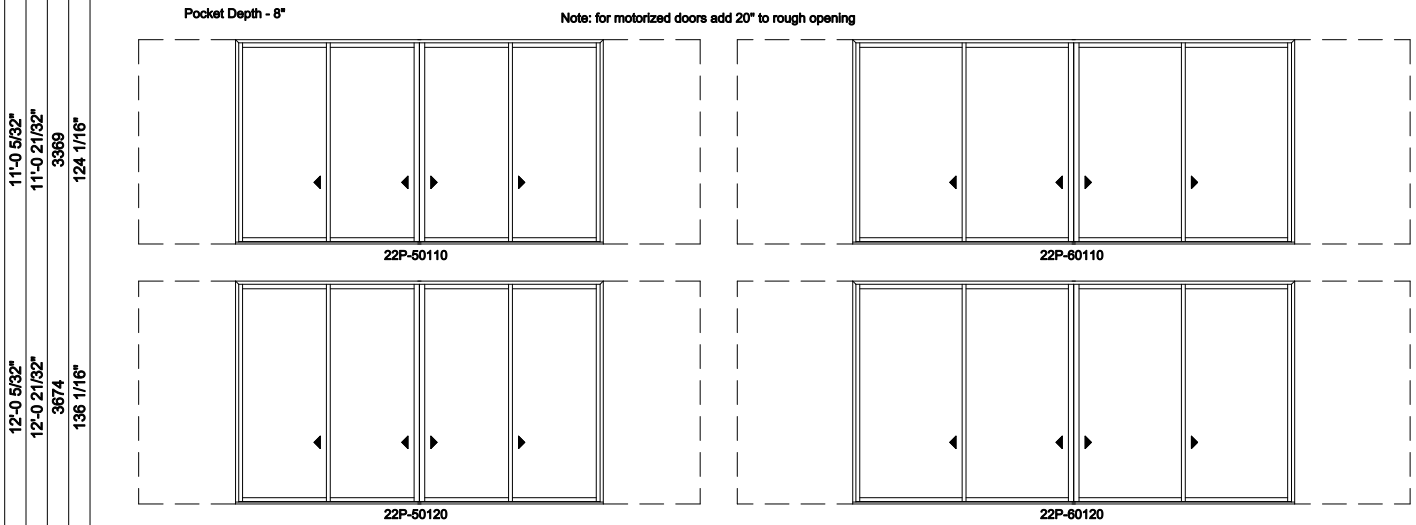 Pocket Depth - 8"
Note: for motorized doors add 20" to rough opening
11'-0 5/32"
11'-0 21/32"
3369
124 1/16"
22P-50110
22P-60110
12'-0 5/32"
12'-0 21/32"
3674
136 1/16"
22P-50120
22P-60120